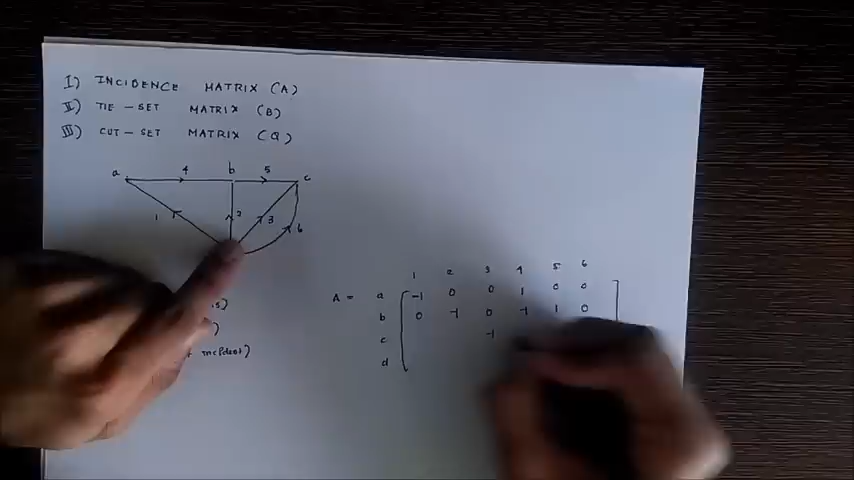 I) INCIDENCE MATRIX (A)
II) TIE - SET MATRIX (B)
III) CUT - SET MATRIX (Q)
a 4 b 5 c
1 2 3 6
1 2 3 4 5 6
A = a -1 0 0 1 0 0
b 0 -1 0 -1 1 0
c -1
d
incident)